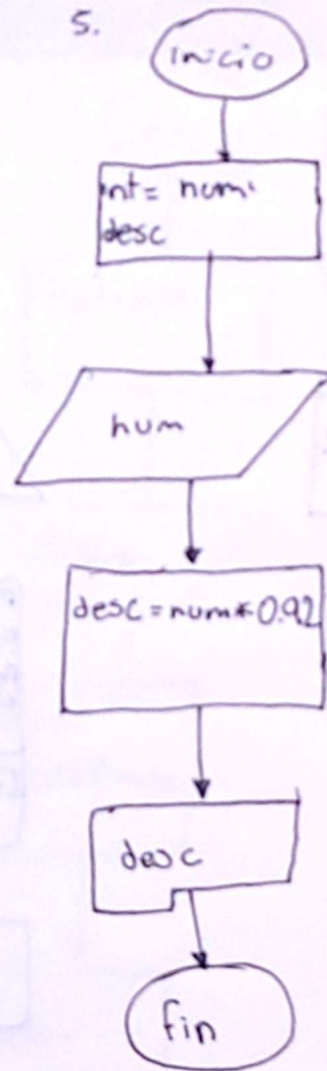 5.
inicio
int= num,
desc
num
desc=num*0.92
desc
fin